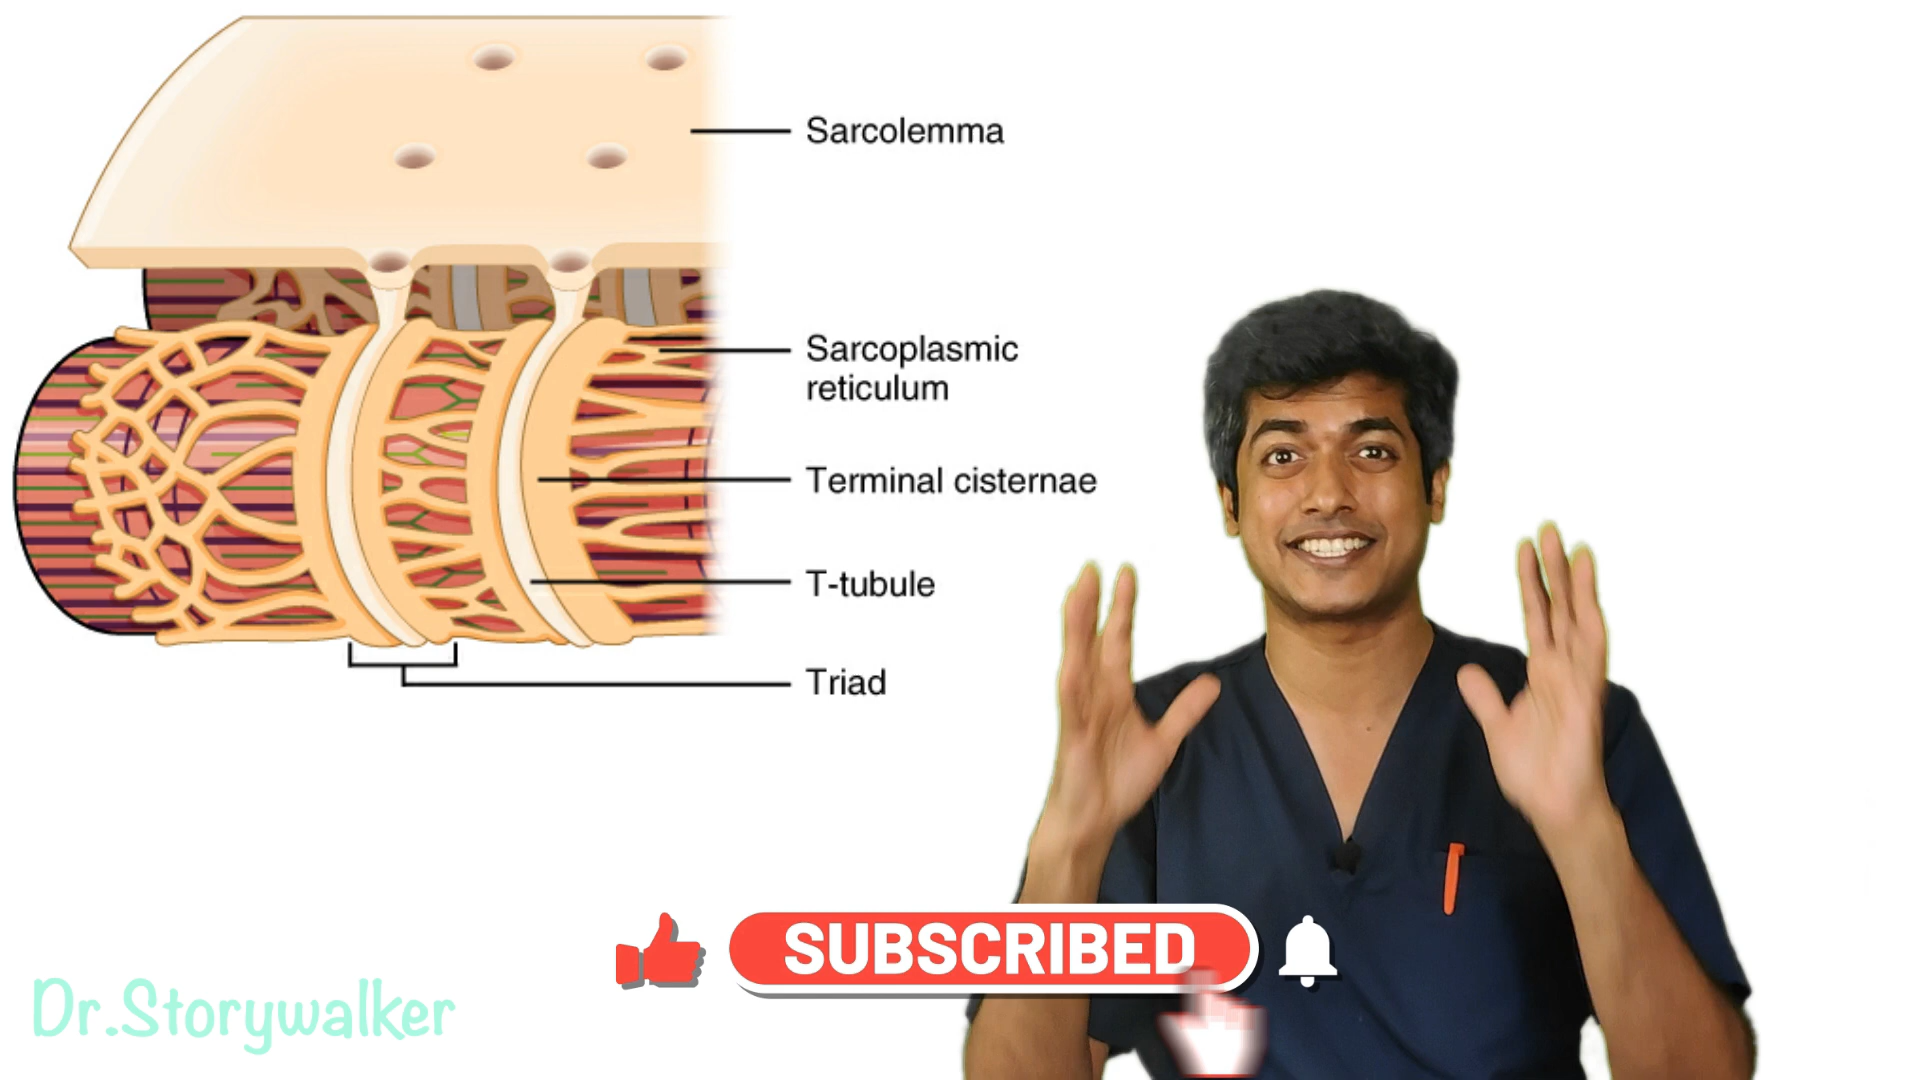 Sarcolemma
Sarcoplasmic
reticulum
Terminal cisternae
T-tubule
Triad
SUBSCRIBED
Dr.Storywalker